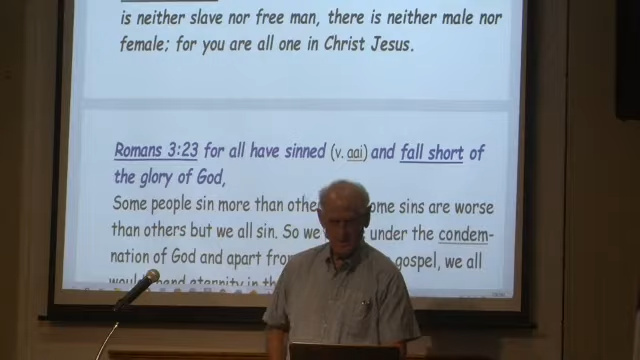 is neither slave nor free man, there is neither male nor
female; for you are all one in Christ Jesus.
Romans 3:23 for all have sinned (v. aai) and fall short of
the glory of God,
Some people sin more than some sins are worse
than others but we all sin. So we under the condem-
nation of God and apart from gospel, we all
eternity in